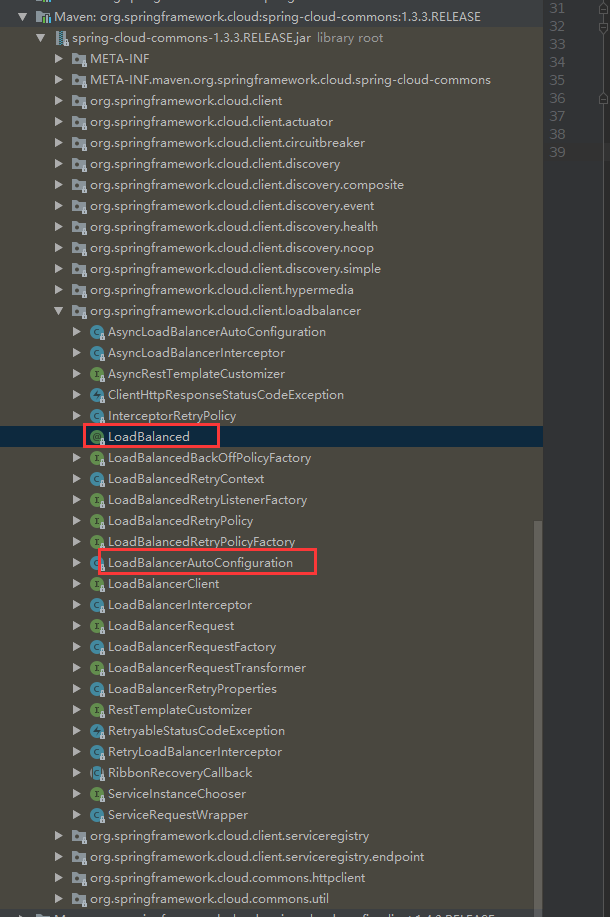 Maven: org.springframework.cloud:spring-cloud-commons:1.3.3.RELEASE
spring-cloud-commons-1.3.3.RELEASE.jar library root
META-INF
META-INF.maven.org.springframework.cloud.spring-cloud-commons
org.springframework.cloud.client
org.springframework.cloud.client.actuator
org.springframework.cloud.client.circuitbreaker
org.springframework.cloud.client.discovery
org.springframework.cloud.client.discovery.composite
org.springframework.cloud.client.discovery.event
org.springframework.cloud.client.discovery.health
org.springframework.cloud.client.discovery.noop
org.springframework.cloud.client.discovery.simple
org.springframework.cloud.client.hypermedia
org.springframework.cloud.client.loadbalancer
AsyncLoadBalancerAutoConfiguration
AsyncLoadBalancerInterceptor
AsyncRestTemplateCustomizer
ClientHttpResponseStatusCodeException
InterceptorRetryPolicy
LoadBalanced
LoadBalancedBackOffPolicyFactory
LoadBalancedRetryContext
LoadBalancedRetryListenerFactory
LoadBalancedRetryPolicy
LoadBalancedRetryPolicyFactory
LoadBalancerAutoConfiguration
LoadBalancerClient
LoadBalancerInterceptor
LoadBalancerRequest
LoadBalancerRequestFactory
LoadBalancerRequestTransformer
LoadBalancerRetryProperties
RestTemplateCustomizer
RetryableStatusCodeException
RetryLoadBalancerInterceptor
RibbonRecoveryCallback
ServiceInstanceChooser
ServiceRequestWrapper
org.springframework.cloud.client.serviceregistry
org.springframework.cloud.client.serviceregistry.endpoint
org.springframework.cloud.commons.httpclient
org.springframework.cloud.commons.util
31
32
33
34
35
36
37
38
39